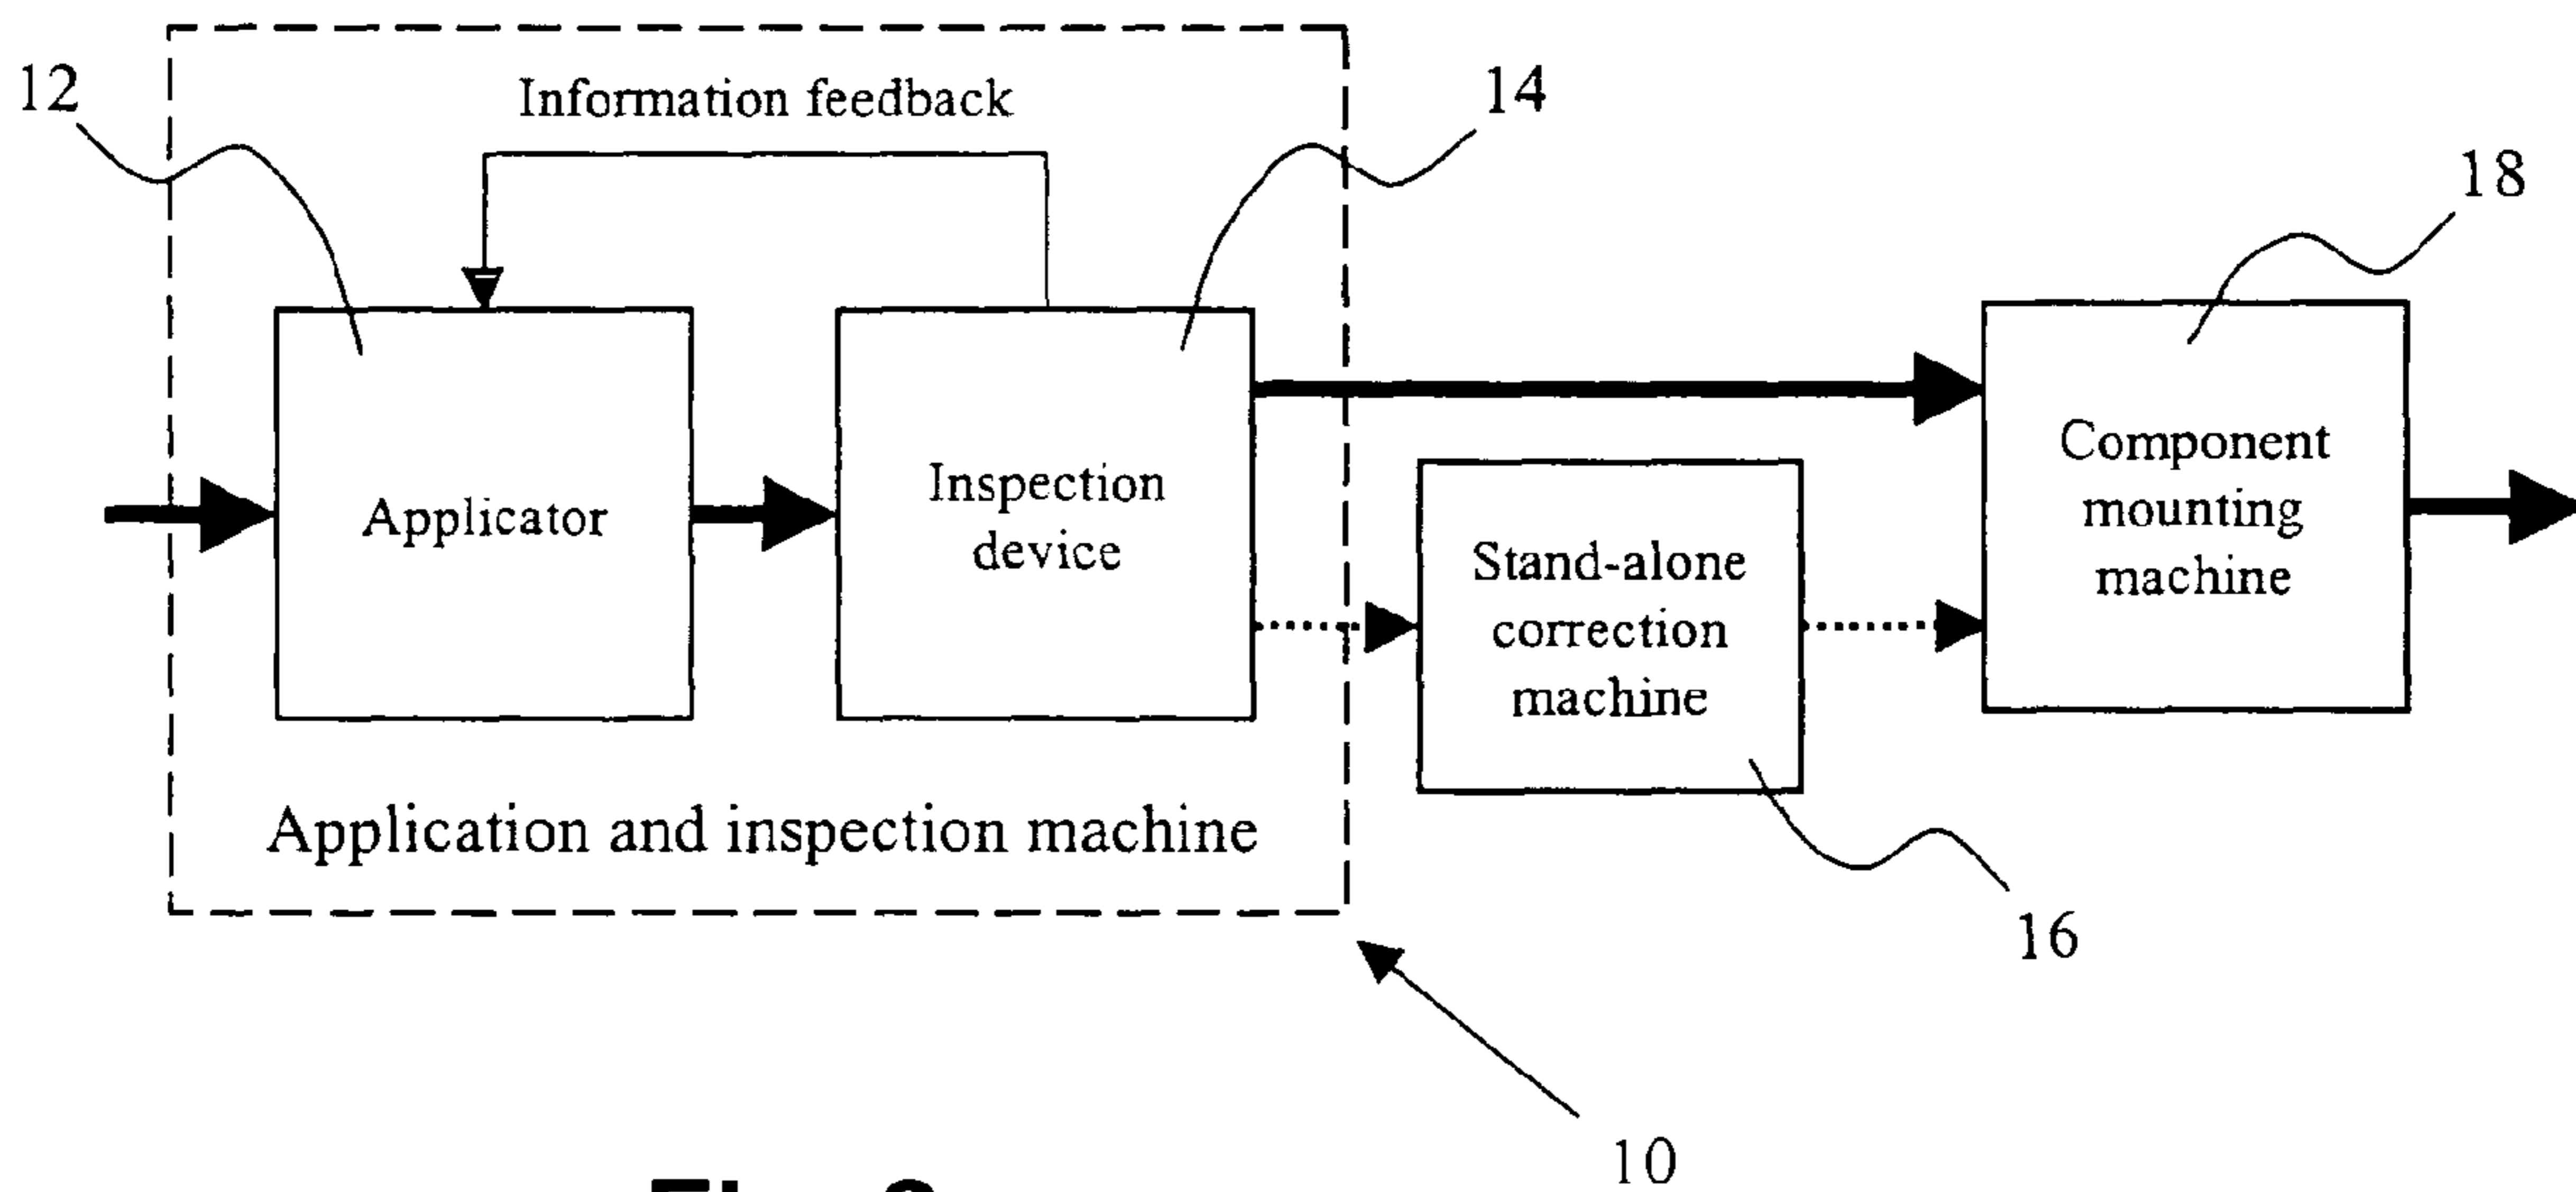 12
Information feedback
14
18
Applicator
Inspection
device
Stand-alone
correction
machine
Component
mounting
machine
Application and inspection machine
16
10